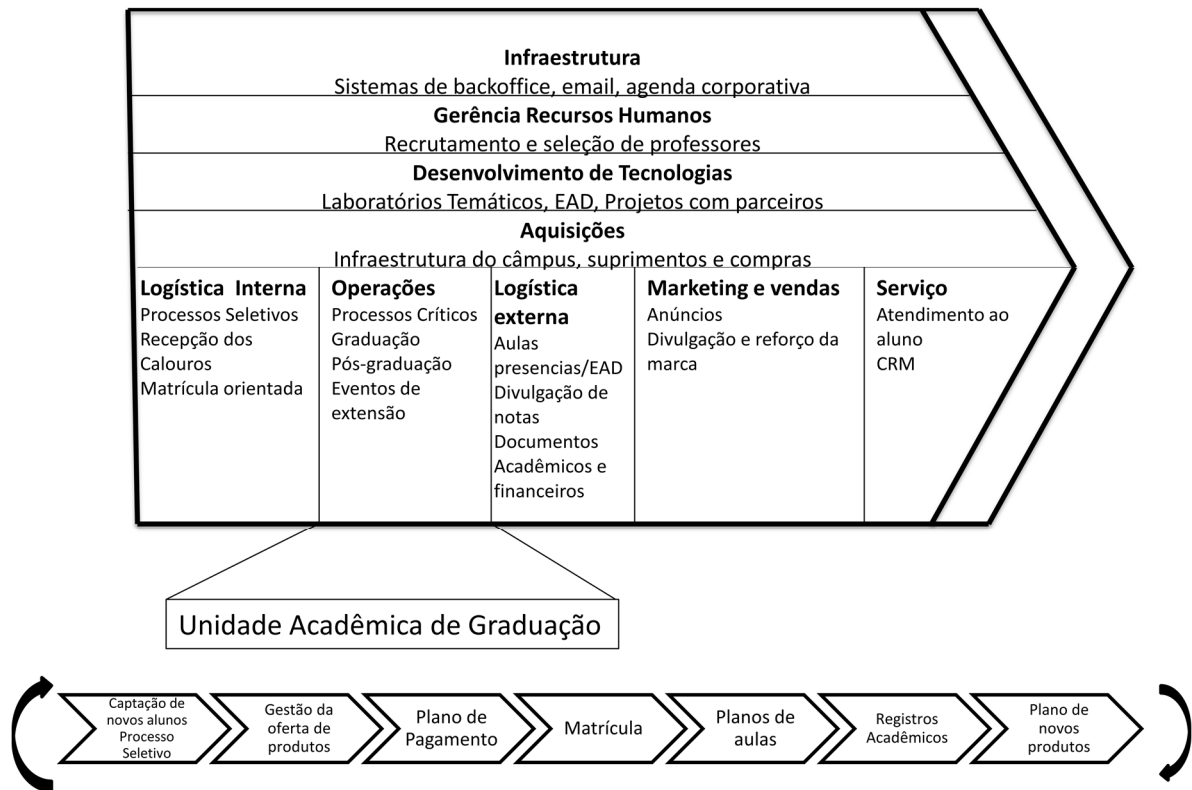 Infraestrutura
Sistemas de backoffice, email, agenda corporativa
Gerência Recursos Humanos
Recrutamento e seleção de professores
Desenvolvimento de Tecnologias
Laboratórios Temáticos, EAD, Projetos com parceiros
Aquisições
Infraestrutura do câmpus, suprimentos e compras
Logística Interna
Processos Seletivos
Recepção dos
Calouros
Matrícula orientada
Operações
Processos Críticos
Graduação
Pós-graduação
Eventos de
extensão
Logística
externa
Aulas
presencias/EAD
Divulgação de
notas
Documentos
Acadêmicos e
financeiros
Marketing e vendas
Anúncios
Divulgação e reforço da
marca
Serviço
Atendimento ao
aluno
CRM
Unidade Acadêmica de Graduação
Captação de
novos alunos
Processo
Seletivo
Gestão da
oferta de
produtos
Plano de
Pagamento
Matrícula
Planos de
aulas
Registros
Acadêmicos
Plano de
novos
produtos